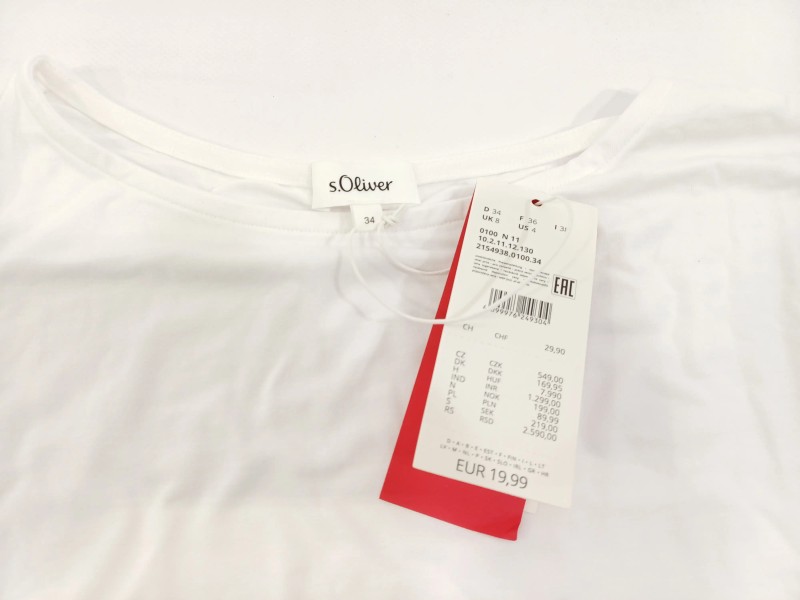 s.Oliver
34
D 34 F 36 I 3
UK 8 US 4
0100 N 11
10.2.11.12.130
2154938.0100.34
EAC
CH CHF 29,90
CZ CZK 549,00
DK DKK 169,95
H HUF 7.990
IND INR 1.299,00
N NOK 199,00
PL PLN 89,99
S SEK 219,00
RS RSD 2.590,00
EUR 19,99